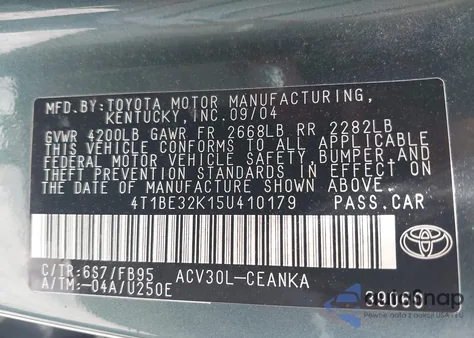 MFD.BY:TOYOTA MOTOR MANUFACTURING,
KENTUCKY, INC. 09/04
GVWR 4200LB GAWR FR 2668LB RR 2282LB
THIS VEHICLE CONFORMS TO ALL APPLICABLE
FEDERAL MOTOR VEHICLE SAFETY, BUMPER, AND
THEFT PREVENTION STANDARDS IN EFFECT ON
THE DATE OF MANUFACTURE SHOWN ABOVE.
4T1BE32K15U410179 PASS.CAR
TOYOTA
C/TR:6S7/FB95 ACV30L-CEANKA
A/TM:-04A/U250E 39060